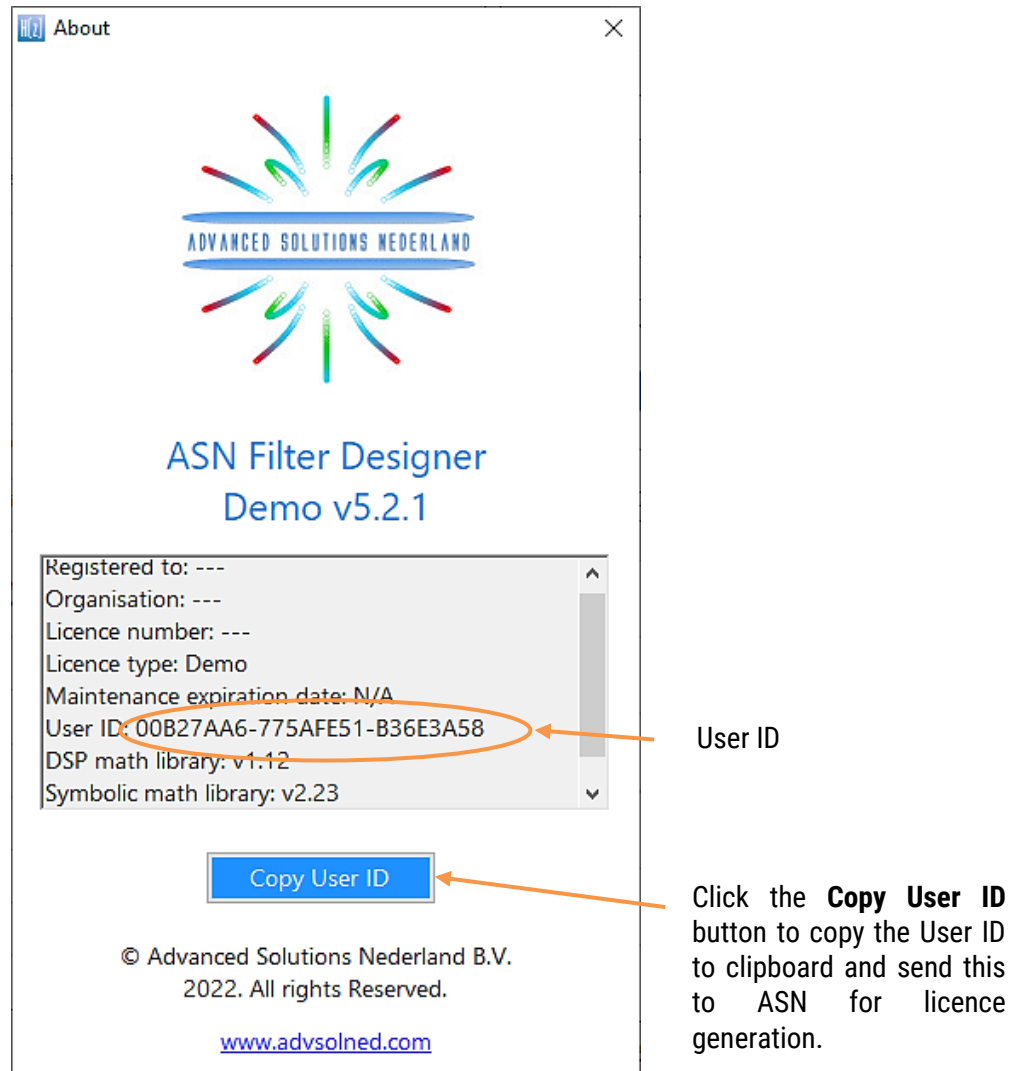 About
ADVANCED SOLUTIONS NEDERLAND
ASN Filter Designer
Demo v5.2.1
Registered to: ---
Organisation: ---
Licence number: ---
Licence type: Demo
Maintenance expiration date: N/A
User ID: 00B27AA6-775AFE51-B36E3A58
DSP math library: v1.12
Symbolic math library: v2.23
User ID
Copy User ID
Click the Copy User ID
button to copy the User ID
to clipboard and send this
to ASN for licence
generation.
© Advanced Solutions Nederland B.V.
2022. All rights Reserved.
www.advsolned.com